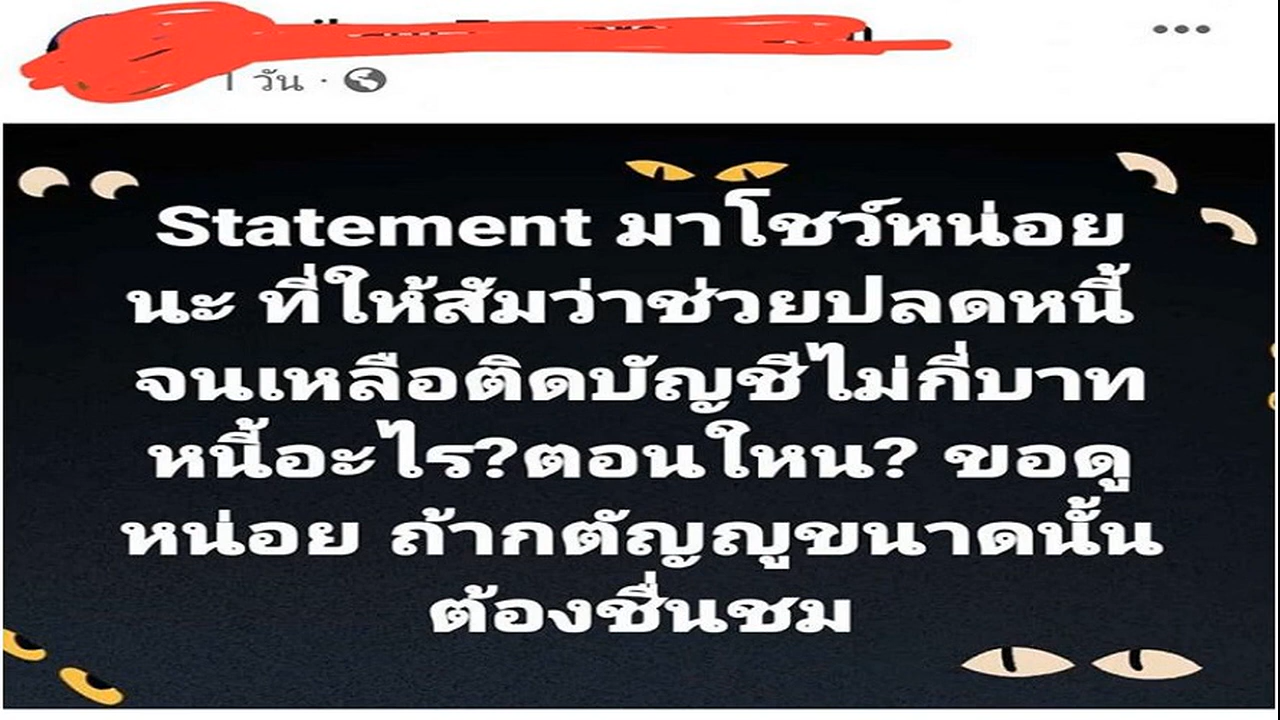 1 วัน ·
Statement มาโชว์หน่อย
นะ ที่ให้ส้มว่าช่วยปลดหนี้
จนเหลือติดบัญชีไม่กี่บาท
หนี้อะไร?ตอนใหน? ขอดู
หน่อย ถ้ากตัญญูขนาดนั้น
ต้องชื่นชม